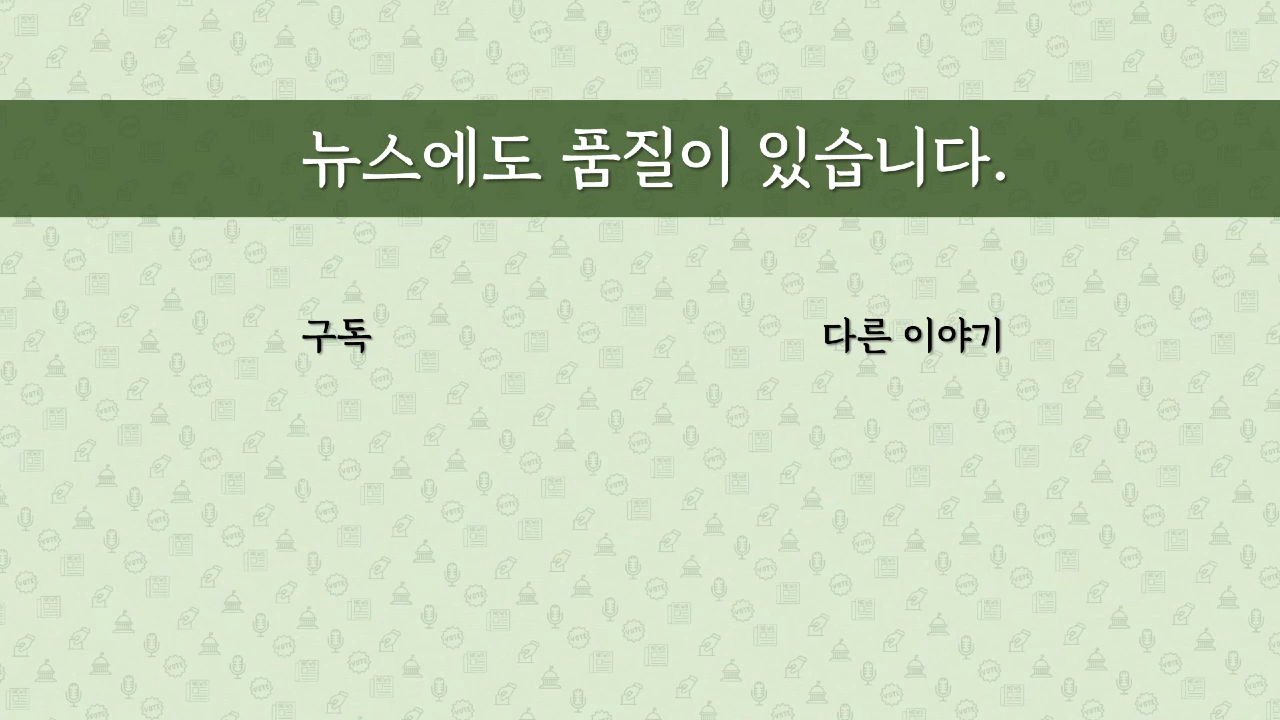 뉴스에도 품질이 있습니다.
구독
다른 이야기